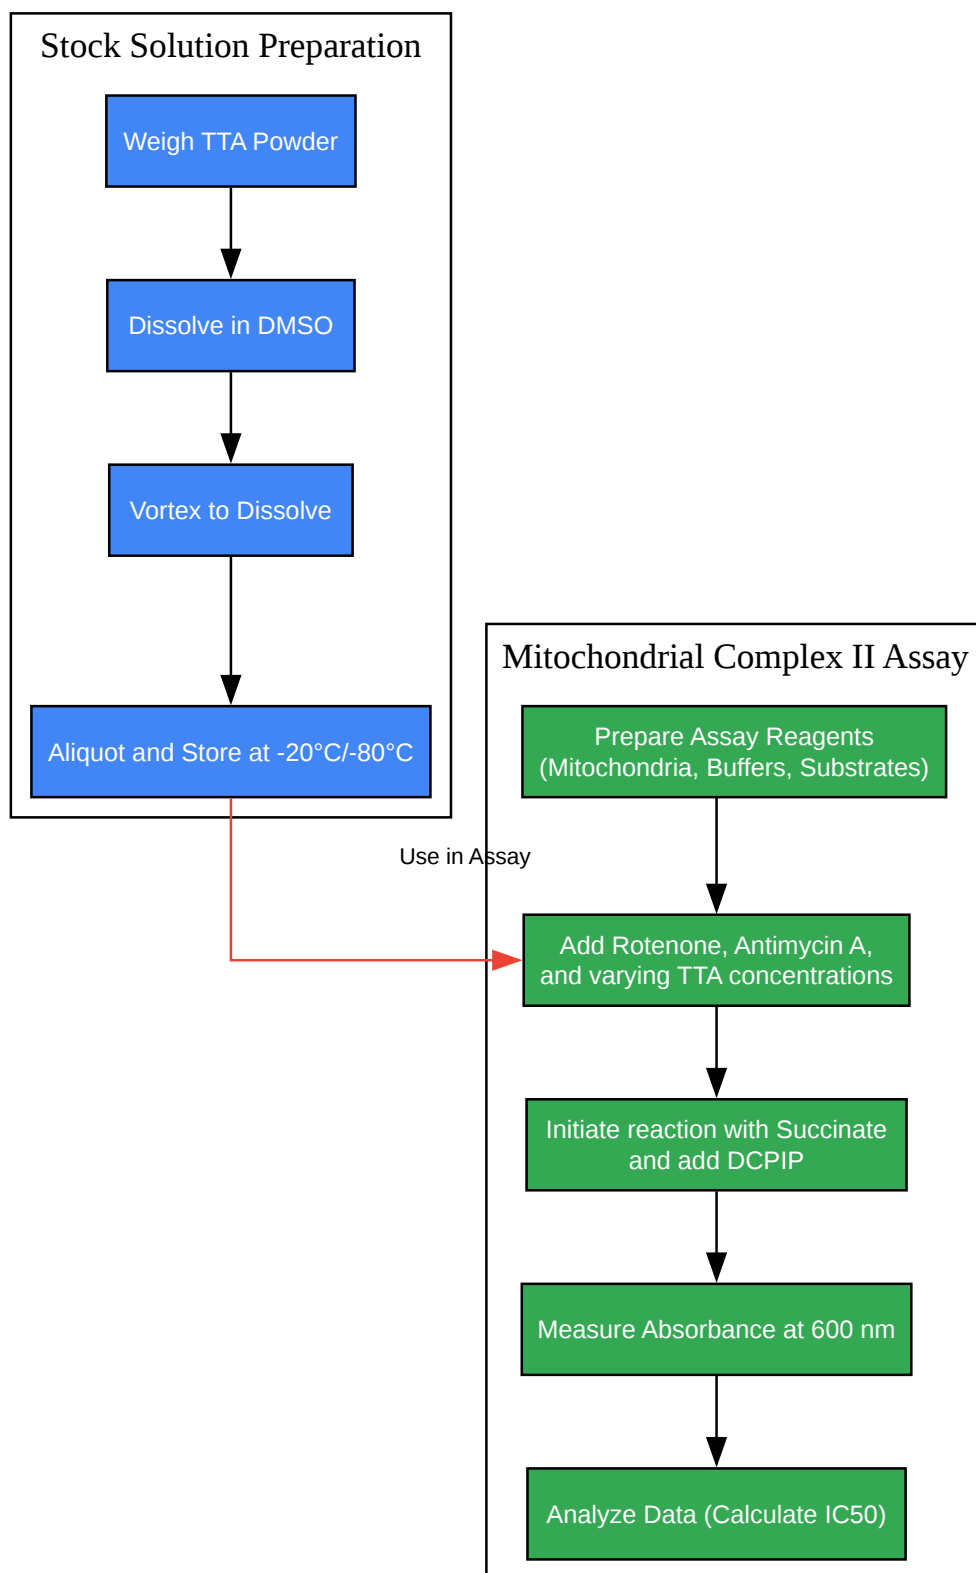 Stock Solution Preparation
Weigh TTA Powder
Dissolve in DMSO
Vortex to Dissolve
Aliquot and Store at -20°C/-80°C
Use in Assay
Mitochondrial Complex II Assay
Prepare Assay Reagents
(Mitochondria, Buffers, Substrates)
Add Rotenone, Antimycin A,
and varying TTA concentrations
Initiate reaction with Succinate
and add DCPIP
Measure Absorbance at 600 nm
Analyze Data (Calculate IC50)